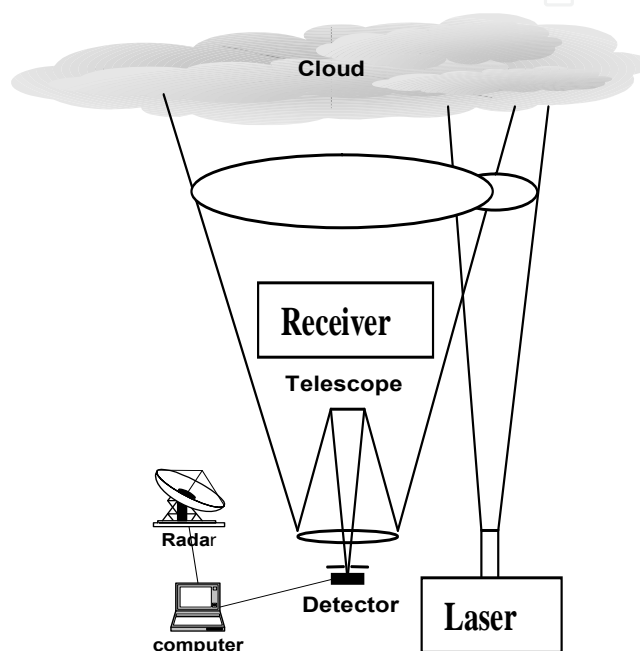 Cloud
Receiver
Telescope
Radar
Detector
Laser
computer